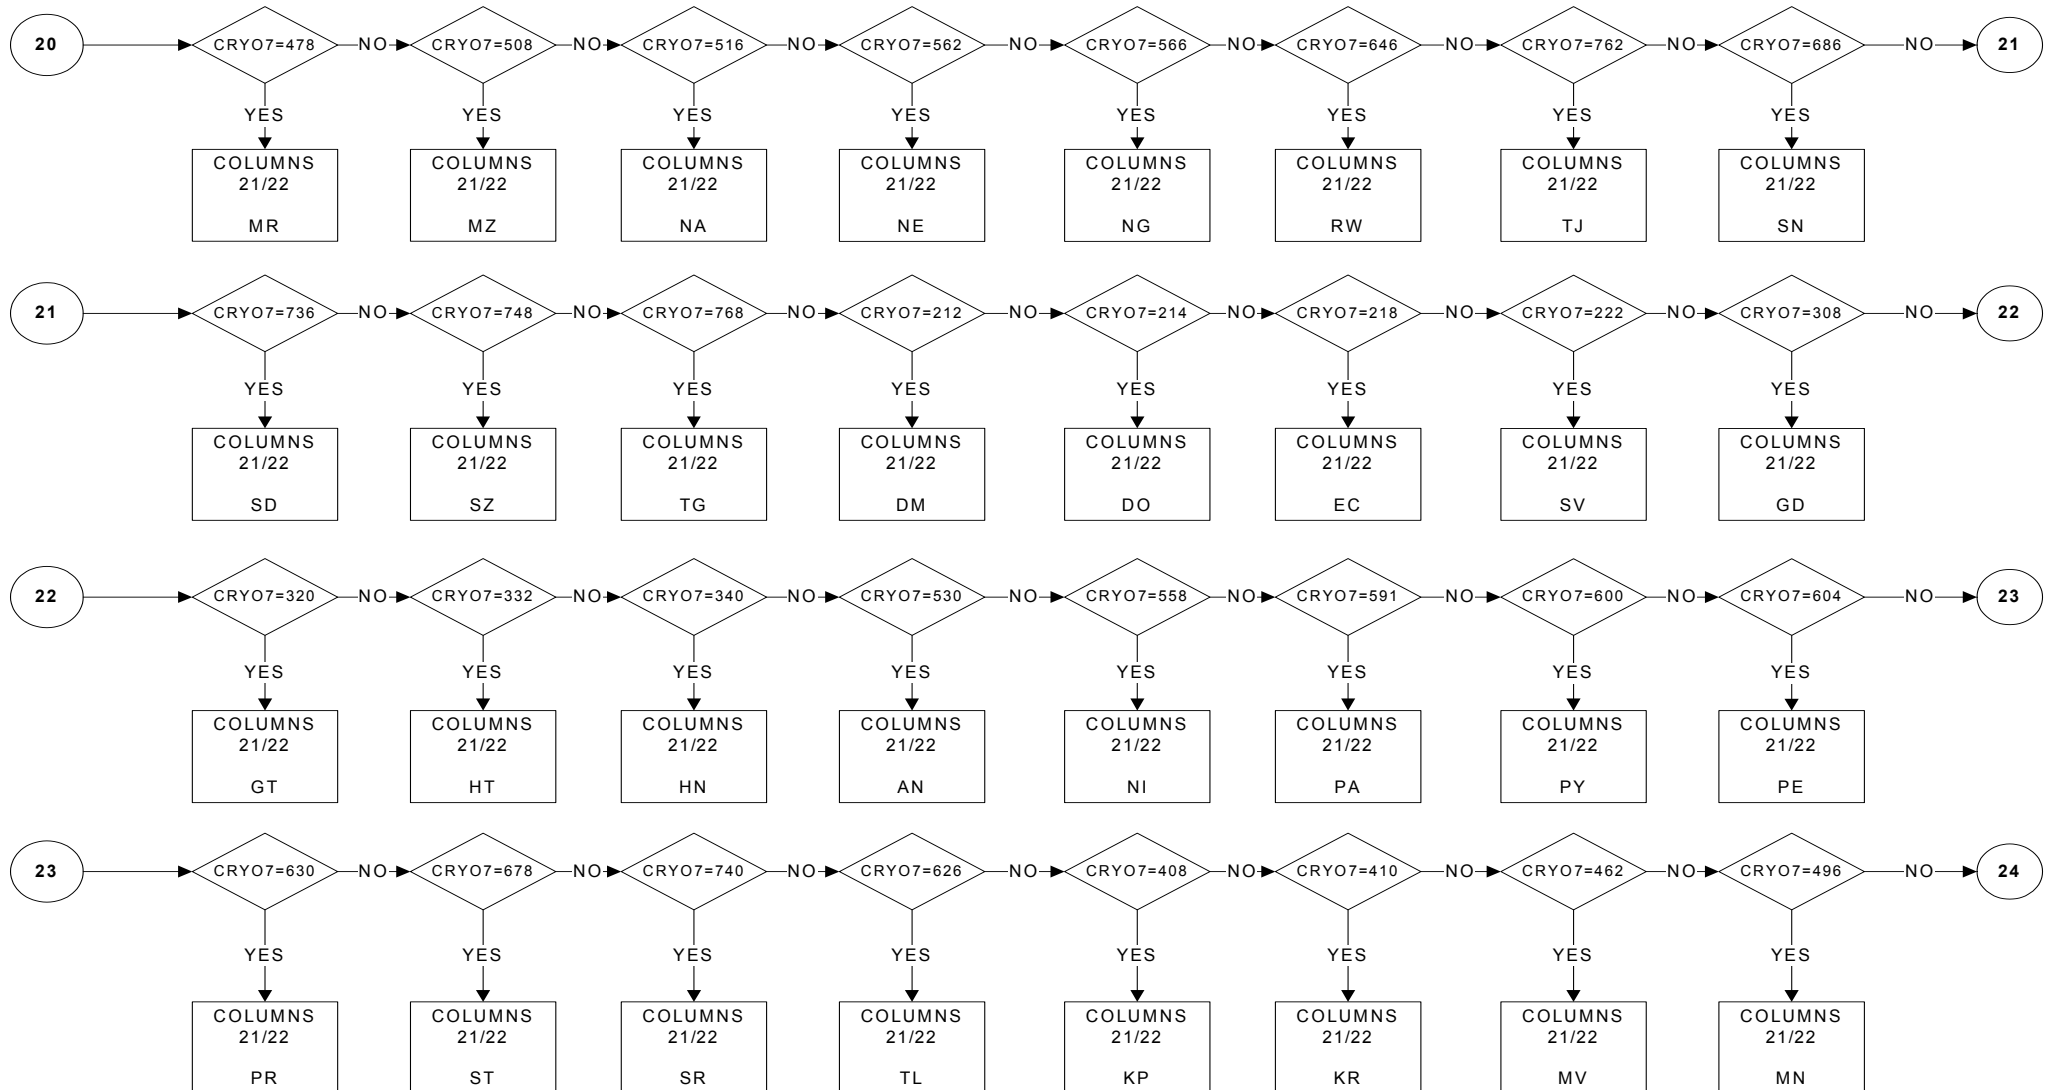 20 CRYO7=478 NO CRYO7=508 NO CRYO7=516 NO CRYO7=562 NO CRYO7=566 NO CRYO7=646 NO CRYO7=762 NO CRYO7=686 NO 21
YES YES YES YES YES YES YES YES
COLUMNS COLUMNS COLUMNS COLUMNS COLUMNS COLUMNS COLUMNS COLUMNS
21/22 21/22 21/22 21/22 21/22 21/22 21/22 21/22
MR MZ NA NE NG RW TJ SN
21 CRYO7=736 NO CRYO7=748 NO CRYO7=768 NO CRYO7=212 NO CRYO7=214 NO CRYO7=218 NO CRYO7=222 NO CRYO7=308 NO 22
YES YES YES YES YES YES YES YES
COLUMNS COLUMNS COLUMNS COLUMNS COLUMNS COLUMNS COLUMNS COLUMNS
21/22 21/22 21/22 21/22 21/22 21/22 21/22 21/22
SD SZ TG DM DO EC SV GD
22 CRYO7=320 NO CRYO7=332 NO CRYO7=340 NO CRYO7=530 NO CRYO7=558 NO CRYO7=591 NO CRYO7=600 NO CRYO7=604 NO 23
YES YES YES YES YES YES YES YES
COLUMNS COLUMNS COLUMNS COLUMNS COLUMNS COLUMNS COLUMNS COLUMNS
21/22 21/22 21/22 21/22 21/22 21/22 21/22 21/22
GT HT HN AN NI PA PY PE
23 CRYO7=630 NO CRYO7=678 NO CRYO7=740 NO CRYO7=626 NO CRYO7=408 NO CRYO7=410 NO CRYO7=462 NO CRYO7=496 NO 24
YES YES YES YES YES YES YES YES
COLUMNS COLUMNS COLUMNS COLUMNS COLUMNS COLUMNS COLUMNS COLUMNS
21/22 21/22 21/22 21/22 21/22 21/22 21/22 21/22
PR ST SR TL KP KR MV MN